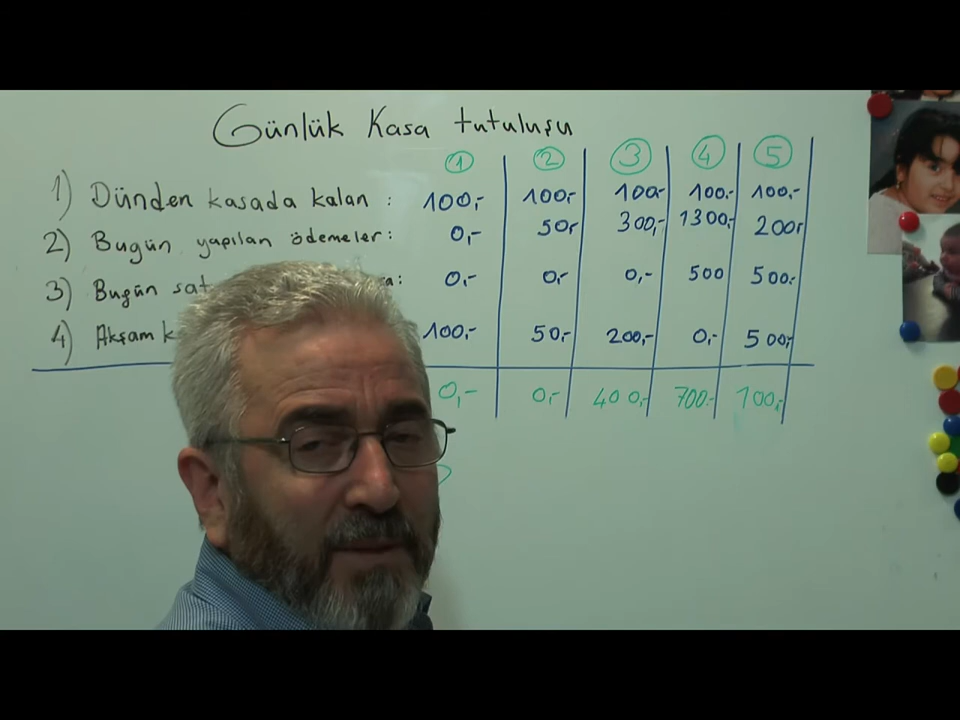 Günlük Kasa tutuluşu
1 2 3 4 5
1) Dünden kasada kalan : 100,- 100,- 100,- 100,- 100,-
2) Bugün yapılan ödemeler: 0,- 50,- 300,- 1300,- 200,-
3) Bugün sat : 0,- 0,- 0,- 500 500,-
4) Akşam k 100,- 50,- 200,- 0,- 500,-
0,- 0,- 400,- 700,- 100,-